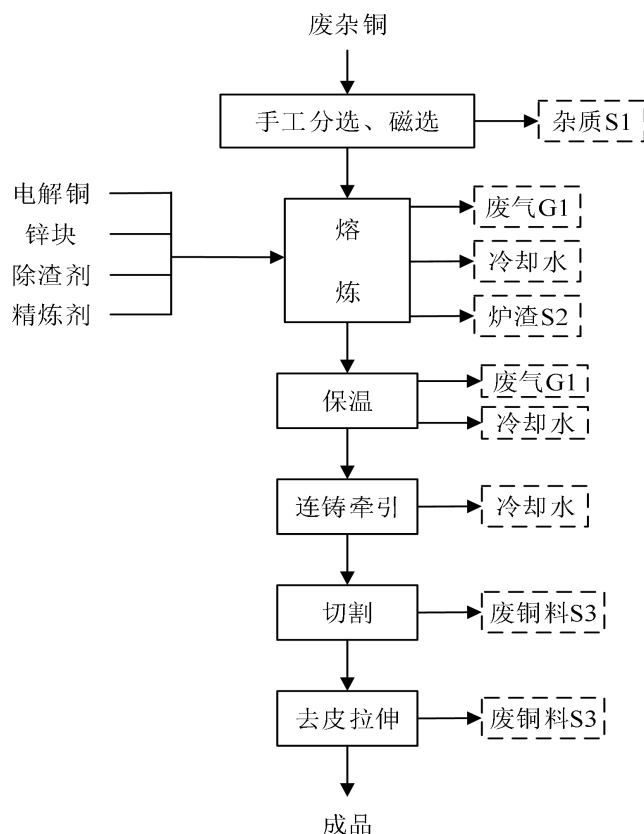 废杂铜
手工分选、磁选
杂质S1
电解铜
锌块
除渣剂
精炼剂
熔
炼
废气G1
冷却水
炉渣S2
保温
废气G1
冷却水
连铸牵引
冷却水
切割
废铜料S3
去皮拉伸
废铜料S3
成品